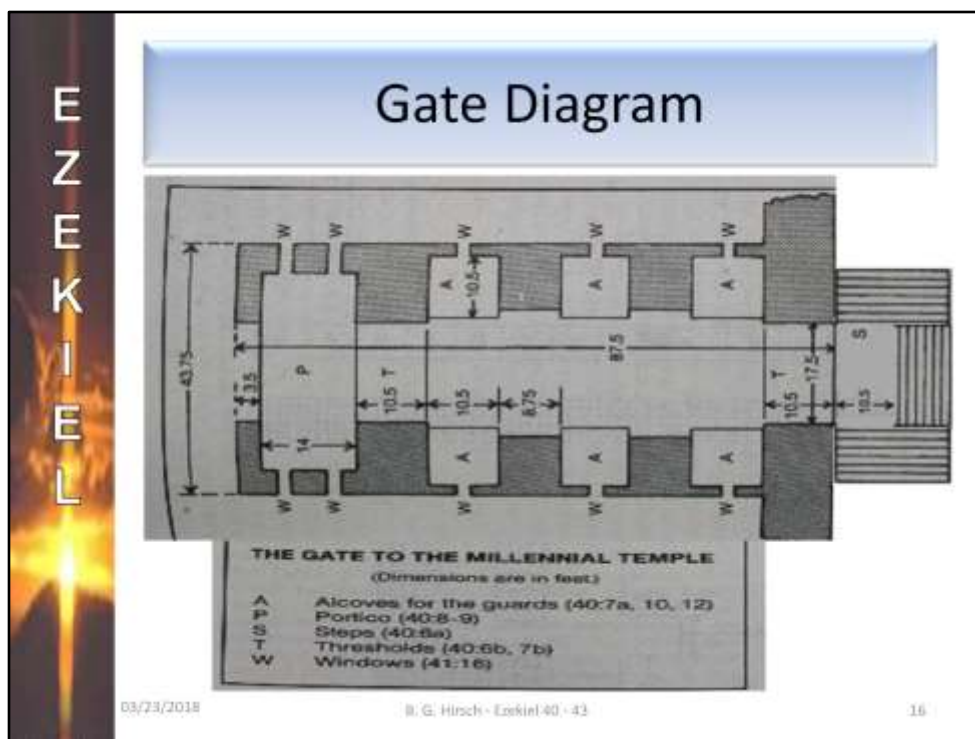 EZEKIEL
Gate Diagram
W W W W W
A A A
10.5
43.75
3.5
P
10.5 T
87.5
10.5
8.75
T
10.5
17.5
S
10.5
14
A A A
W W W W W
THE GATE TO THE MILLENNIAL TEMPLE
(Dimensions are in feet.)
A Alcoves for the guards (40:7a, 10, 12)
P Portico (40:8-9)
S Steps (40:6a)
T Thresholds (40:6b, 7b)
W Windows (41:16)
03/23/2018
B. G. Hirsch - Ezekiel 40 - 43
16